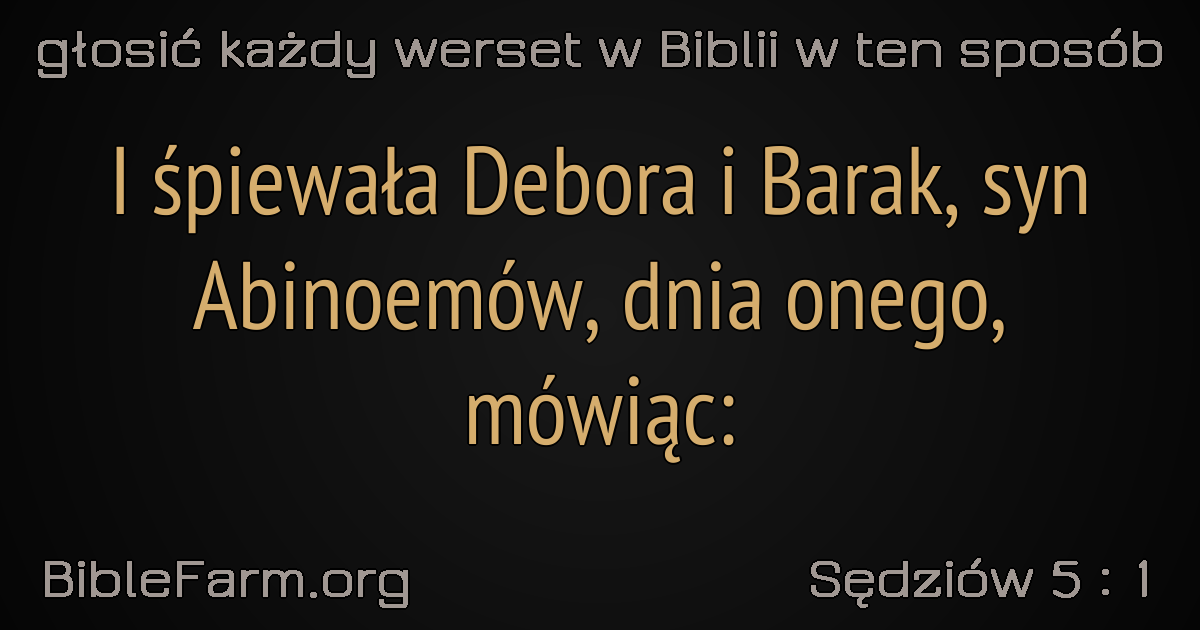 głosić każdy werset w Biblii w ten sposób
I śpiewała Debora i Barak, syn
Abinoemów, dnia onego,
mówiąc:
BibleFarm.org
Sędziów 5 : 1